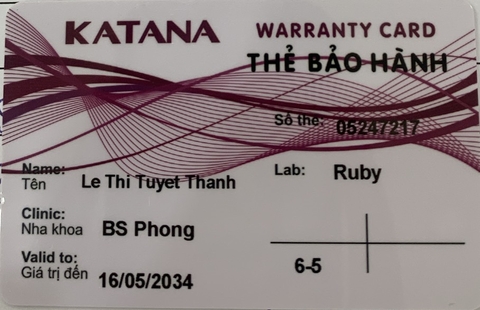 KATANA WARRANTY CARD
THẺ BẢO HÀNH
Số the: 05247217
Name:
Tên Le Thi Tuyet Thanh
Lab: Ruby
Clinic:
Nha khoa BS Phong
Valid to:
Giá trị đến 16/05/2034
6-5